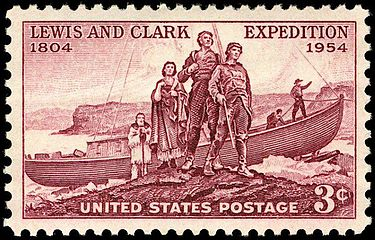 LEWIS AND CLARK EXPEDITION
1804 1954
3¢
UNITED STATES POSTAGE